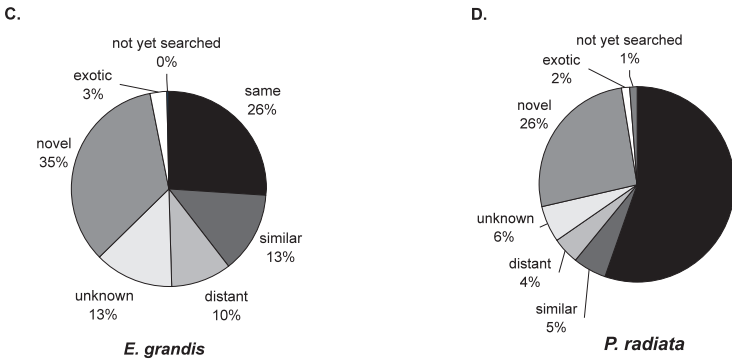 C.
not yet searched
0%
exotic
3%
same
26%
novel
35%
similar
13%
unknown
13%
distant
10%
E. grandis
D.
not yet searched
1%
exotic
2%
novel
26%
unknown
6%
distant
4%
similar
5%
P. radiata